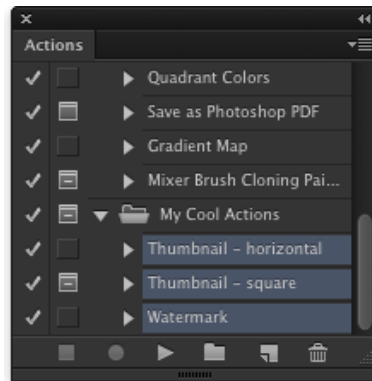 Actions
Quadrant Colors
Save as Photoshop PDF
Gradient Map
Mixer Brush Cloning Pai...
My Cool Actions
Thumbnail - horizontal
Thumbnail - square
Watermark